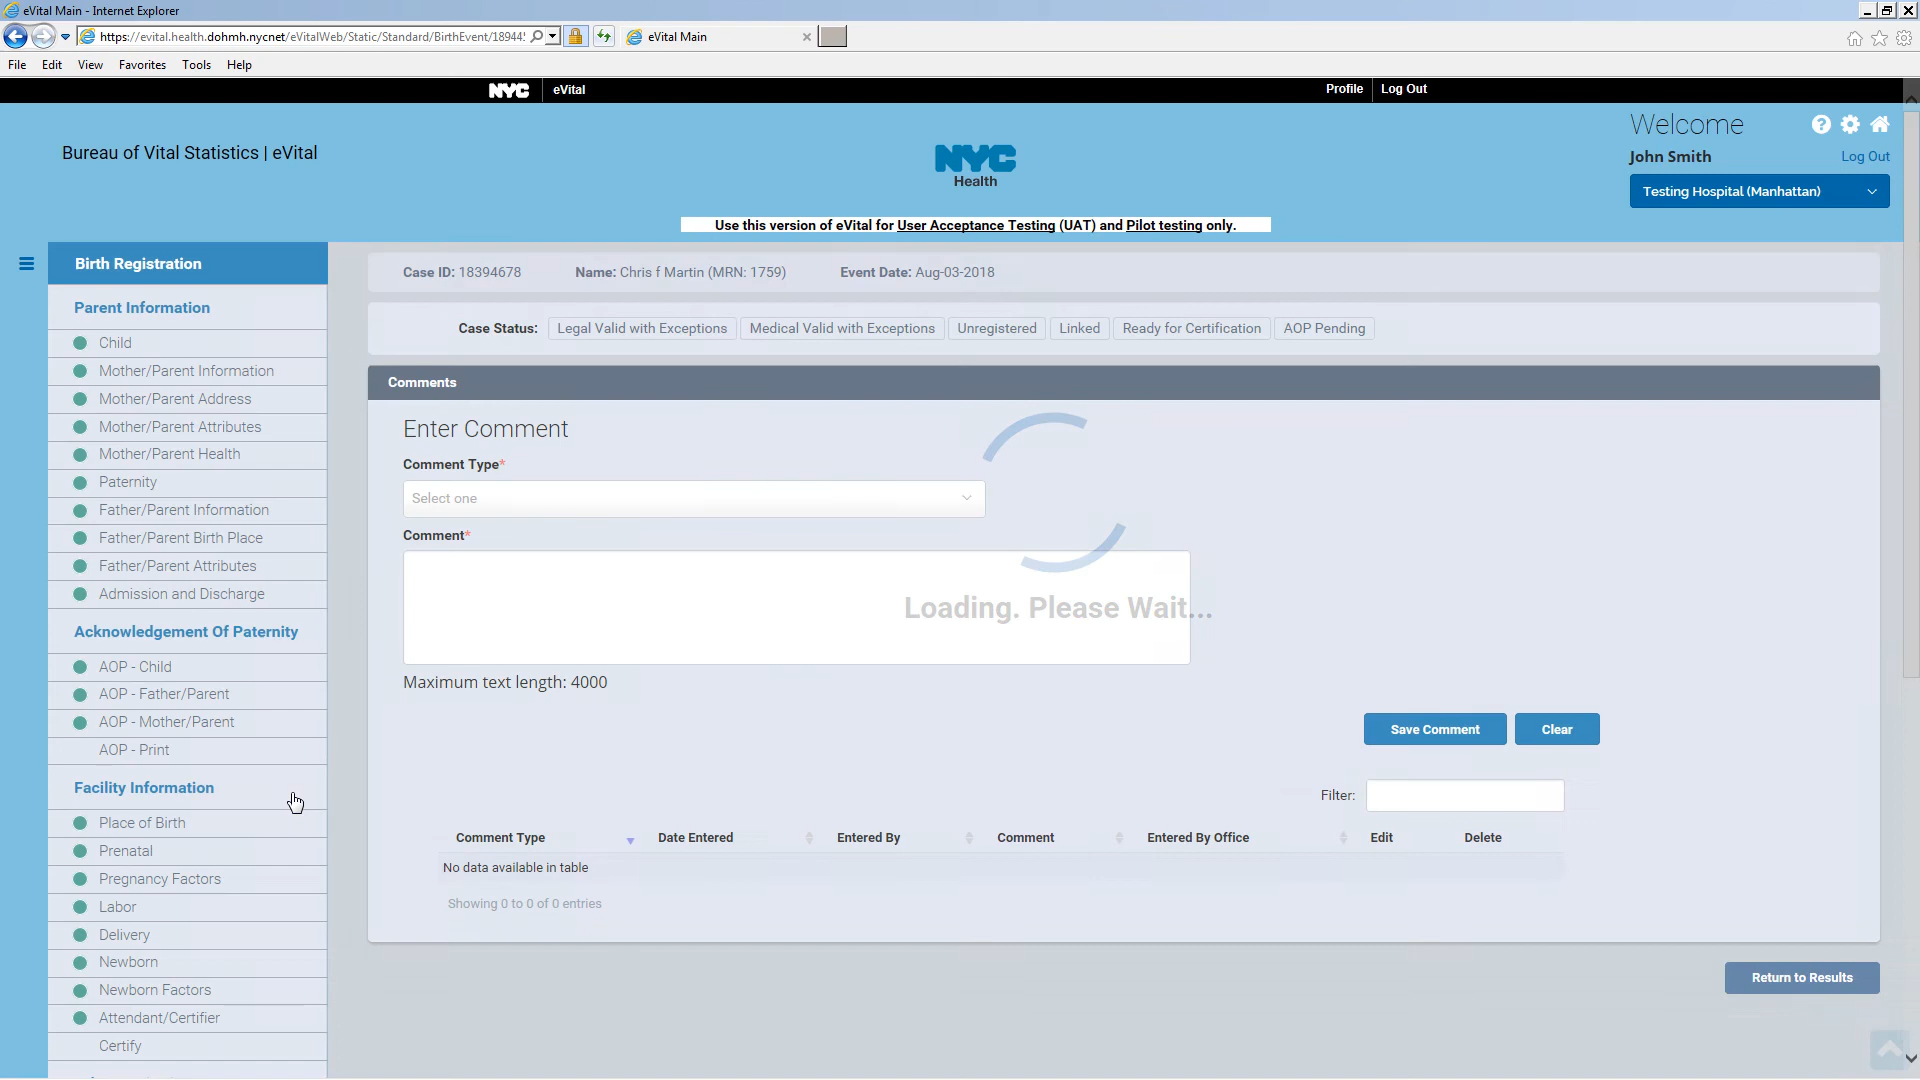 eVital Main - Internet Explorer
https://evital.health.dohmh.nycnet/eVitalWeb/Static/Standard/BirthEvent/18944
eVital Main
File Edit View Favorites Tools Help
NYC eVital Profile Log Out
Bureau of Vital Statistics | eVital
NYC
Health
Welcome
John Smith Log Out
Testing Hospital (Manhattan)
Use this version of eVital for User Acceptance Testing (UAT) and Pilot testing only.
Birth Registration
Parent Information
Child
Mother/Parent Information
Mother/Parent Address
Mother/Parent Attributes
Mother/Parent Health
Paternity
Father/Parent Information
Father/Parent Birth Place
Father/Parent Attributes
Admission and Discharge
Acknowledgement Of Paternity
AOP - Child
AOP - Father/Parent
AOP - Mother/Parent
AOP - Print
Facility Information
Place of Birth
Prenatal
Pregnancy Factors
Labor
Delivery
Newborn
Newborn Factors
Attendant/Certifier
Certify
Case ID: 18394678 Name: Chris f Martin (MRN: 1759) Event Date: Aug-03-2018
Case Status: Legal Valid with Exceptions Medical Valid with Exceptions Unregistered Linked Ready for Certification AOP Pending
Comments
Enter Comment
Comment Type*
Select one
Comment*
Loading. Please Wait...
Maximum text length: 4000
Save Comment Clear
Filter:
Comment Type Date Entered Entered By Comment Entered By Office Edit Delete
No data available in table
Showing 0 to 0 of 0 entries
Return to Results